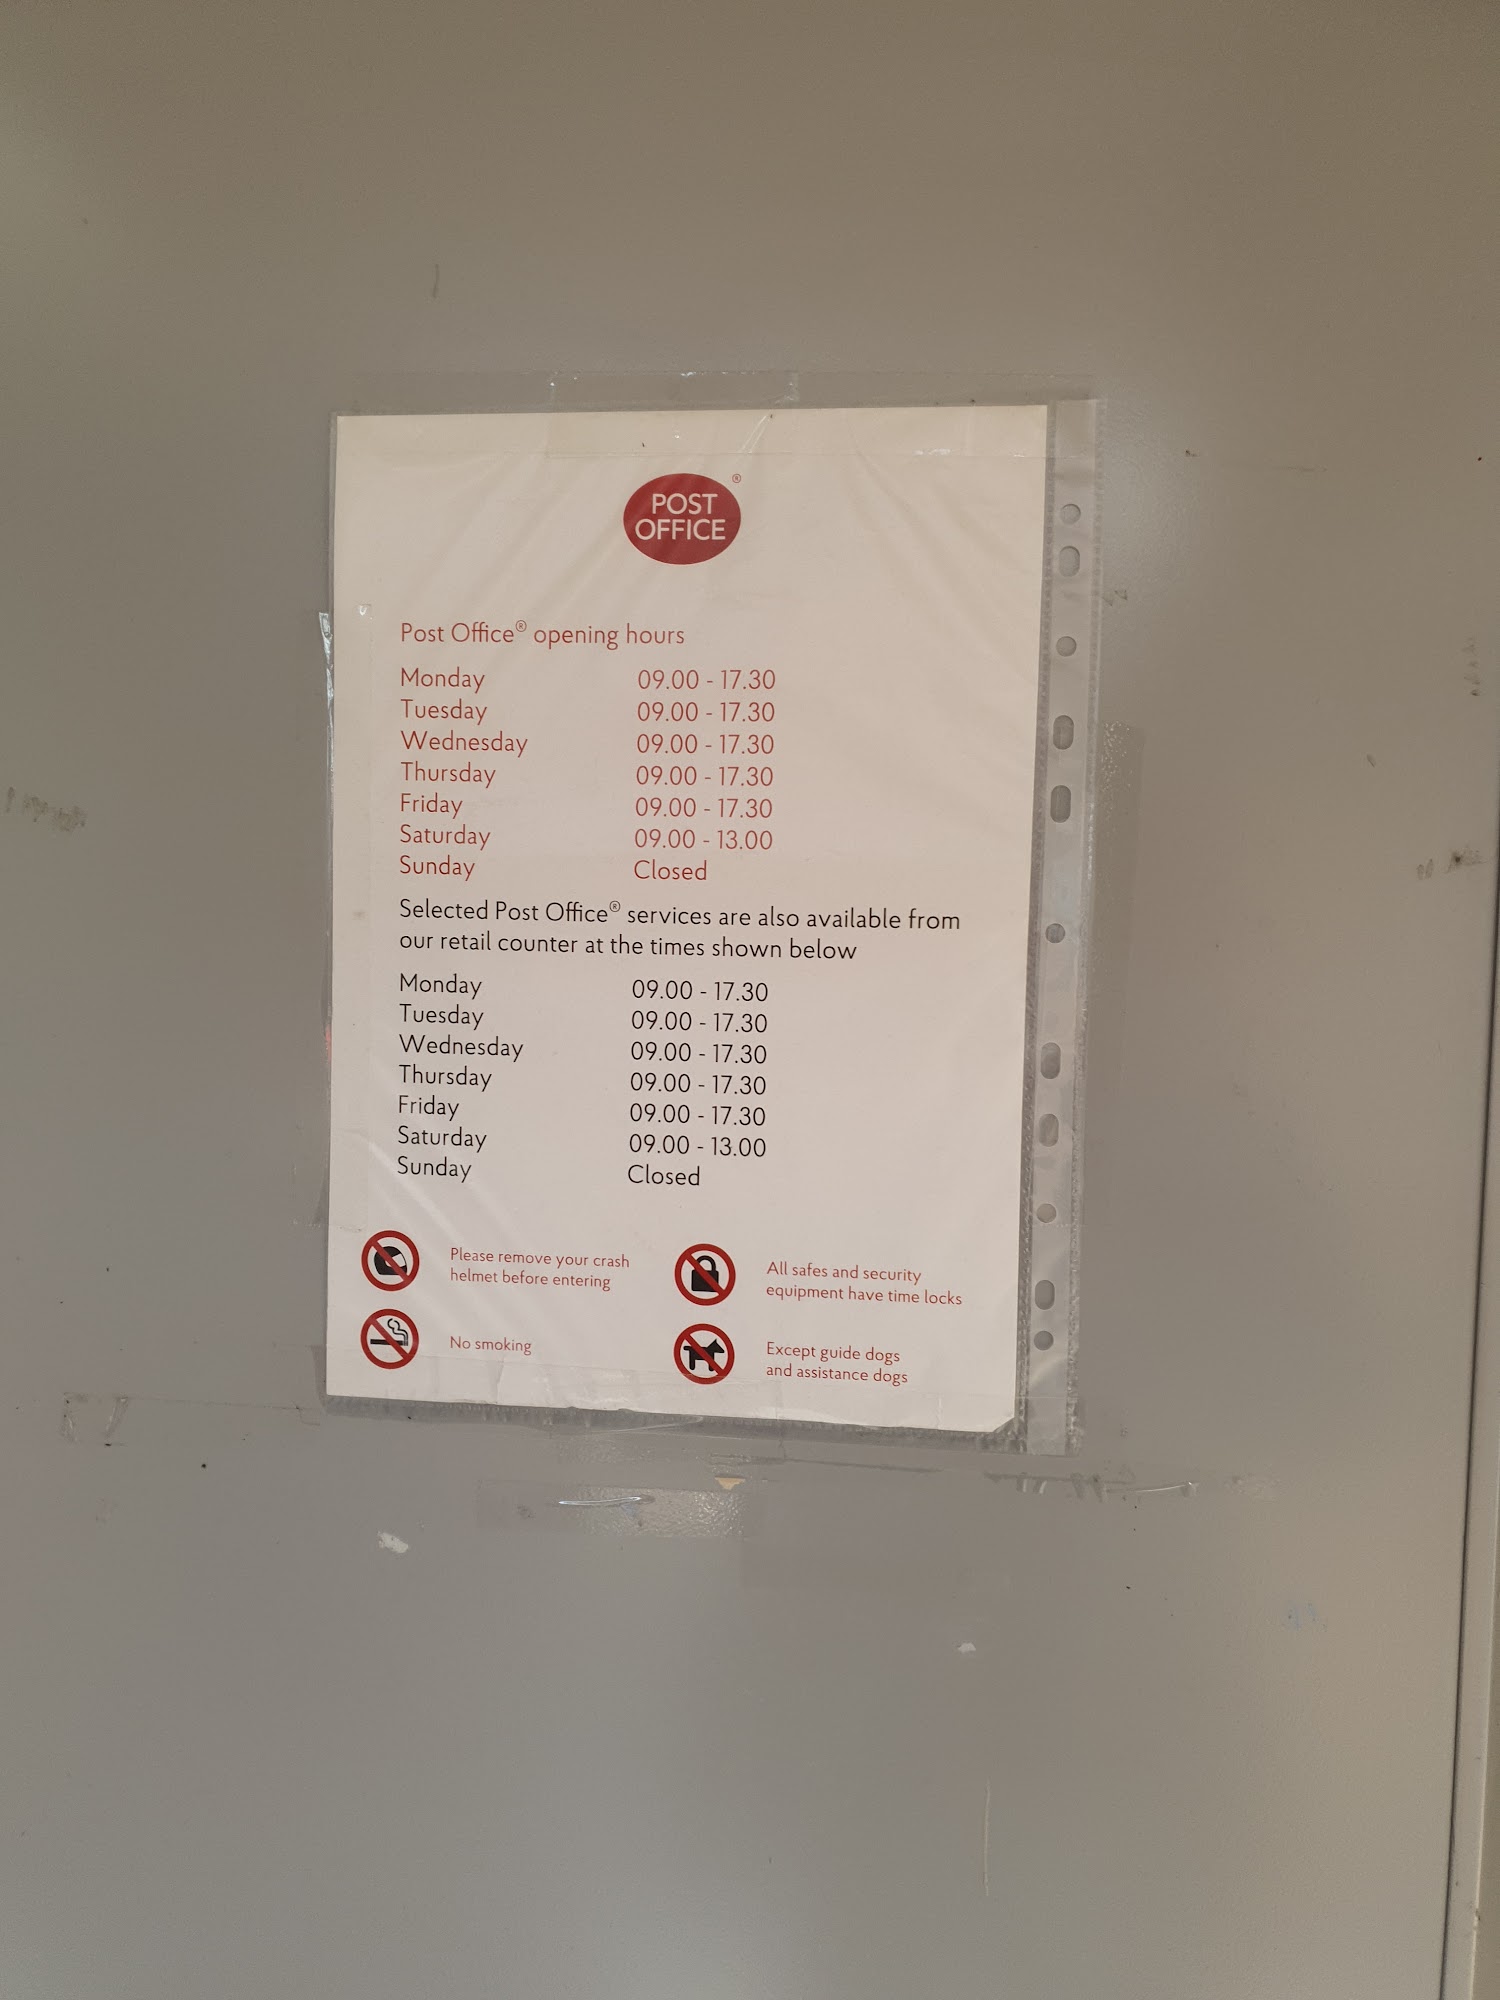 POST
OFFICE
®
Post Office® opening hours
Monday 09.00 - 17.30
Tuesday 09.00 - 17.30
Wednesday 09.00 - 17.30
Thursday 09.00 - 17.30
Friday 09.00 - 17.30
Saturday 09.00 - 13.00
Sunday Closed
Selected Post Office® services are also available from
our retail counter at the times shown below
Monday 09.00 - 17.30
Tuesday 09.00 - 17.30
Wednesday 09.00 - 17.30
Thursday 09.00 - 17.30
Friday 09.00 - 17.30
Saturday 09.00 - 13.00
Sunday Closed
Please remove your crash
helmet before entering
All safes and security
equipment have time locks
No smoking
Except guide dogs
and assistance dogs